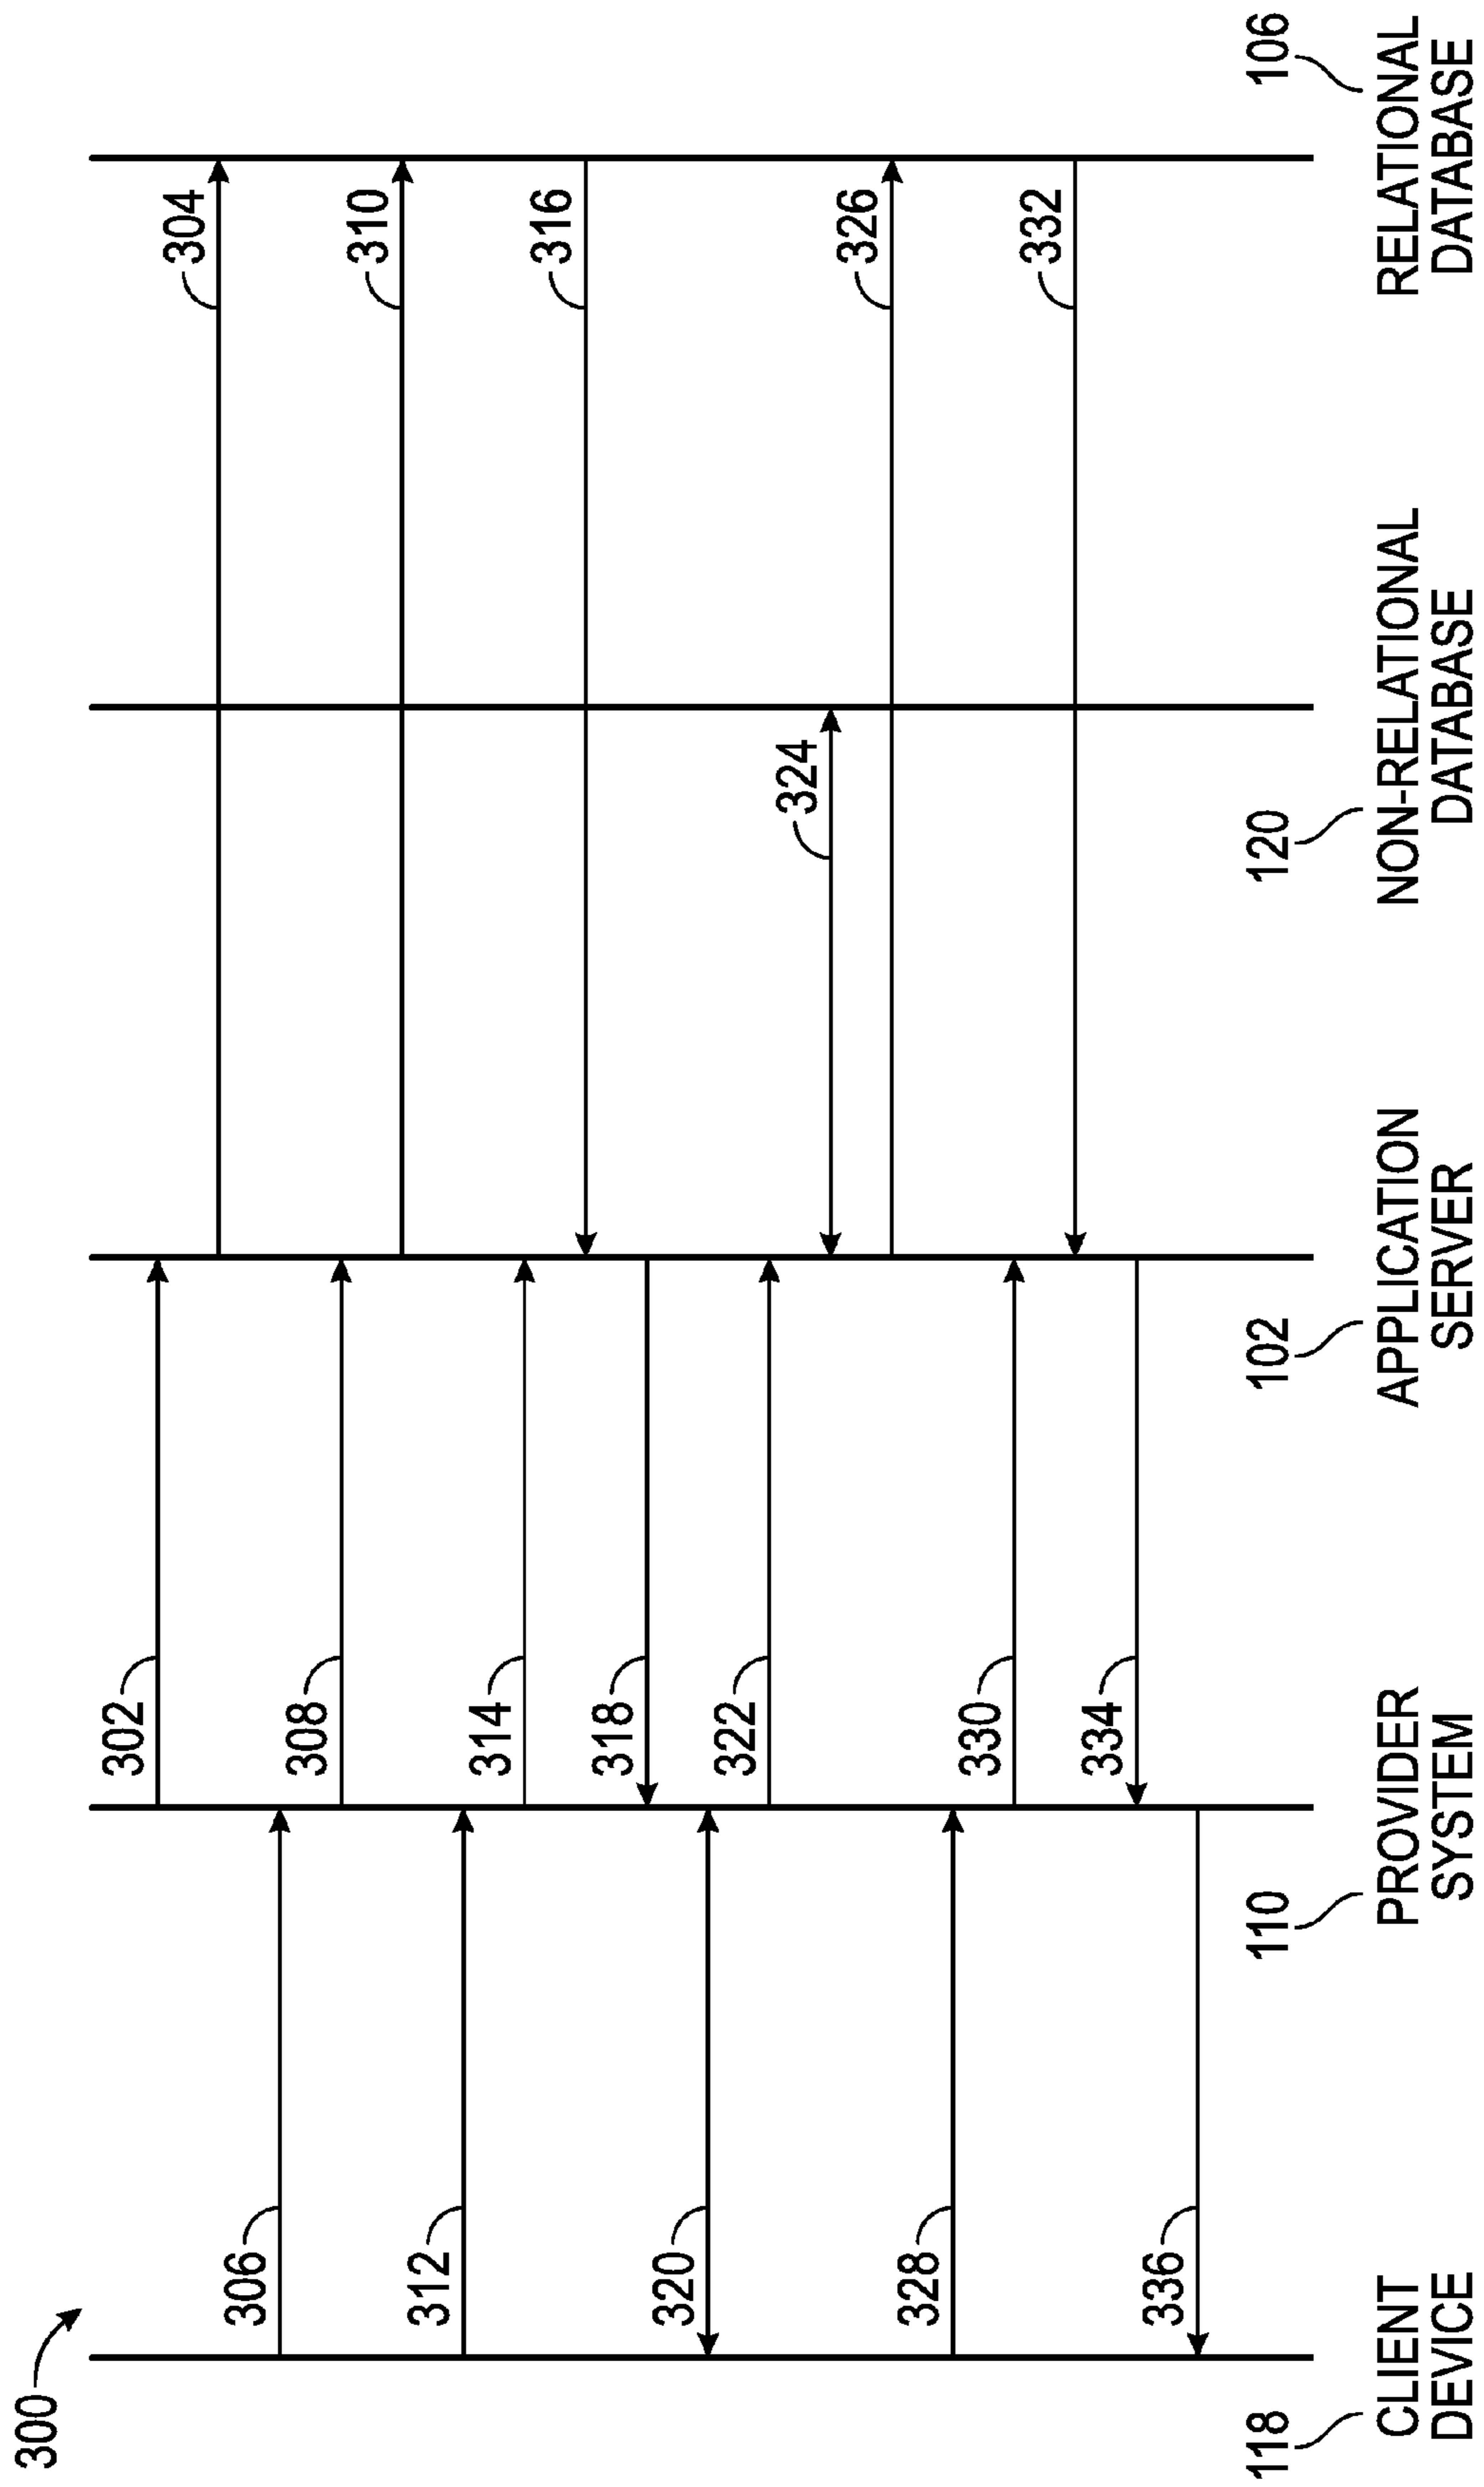 300
302
304
306
308
310
312
314
316
318
320
322
324
326
328
330
332
334
336
118
CLIENT
DEVICE
110
PROVIDER
SYSTEM
102
APPLICATION
SERVER
120
NON-RELATIONAL
DATABASE
106
RELATIONAL
DATABASE